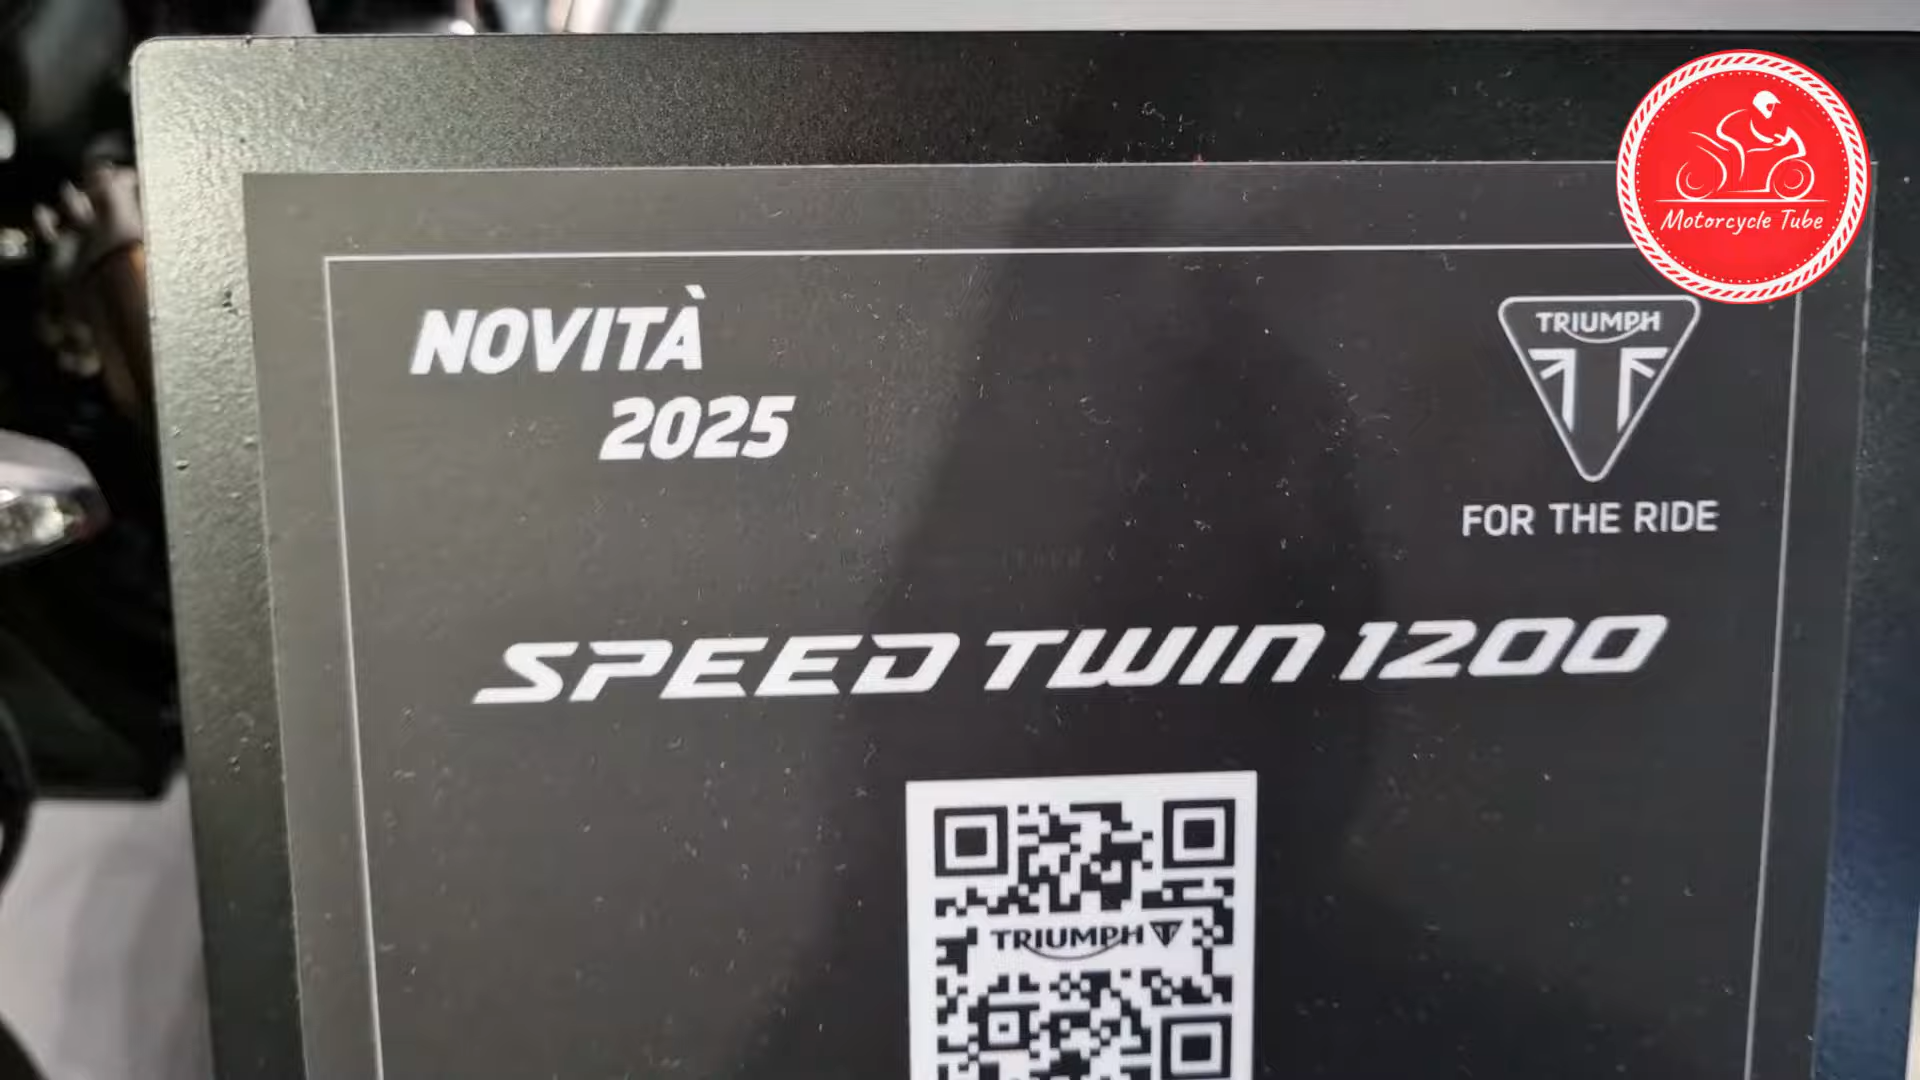 Motorcycle Tube
NOVITÀ
2025
TRIUMPH
FOR THE RIDE
SPEED TWIN 1200
TRIUMPH